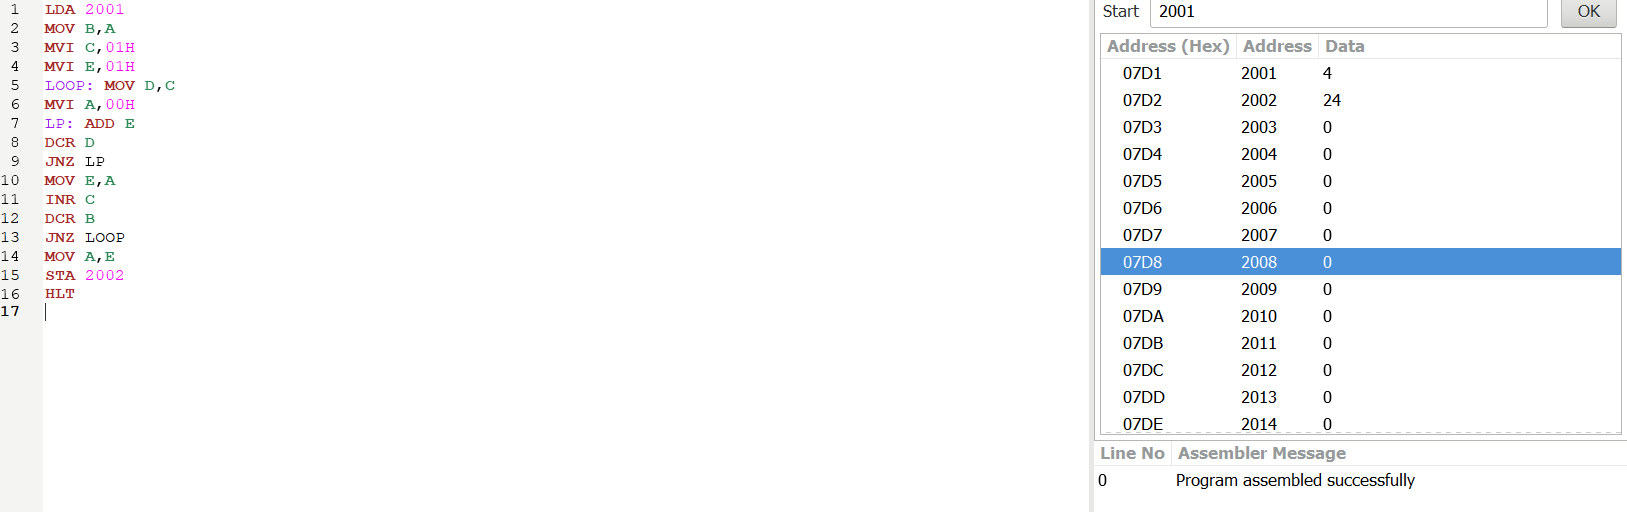 1 LDA 2001
2 MOV B,A
3 MVI C,01H
4 MVI E,01H
5 LOOP: MOV D,C
6 MVI A,00H
7 LP: ADD E
8 DCR D
9 JNZ LP
10 MOV E,A
11 INR C
12 DCR B
13 JNZ LOOP
14 MOV A,E
15 STA 2002
16 HLT
17
Start 2001 OK
Address (Hex) Address Data
07D1 2001 4
07D2 2002 24
07D3 2003 0
07D4 2004 0
07D5 2005 0
07D6 2006 0
07D7 2007 0
07D8 2008 0
07D9 2009 0
07DA 2010 0
07DB 2011 0
07DC 2012 0
07DD 2013 0
07DE 2014 0
Line No Assembler Message
0 Program assembled successfully